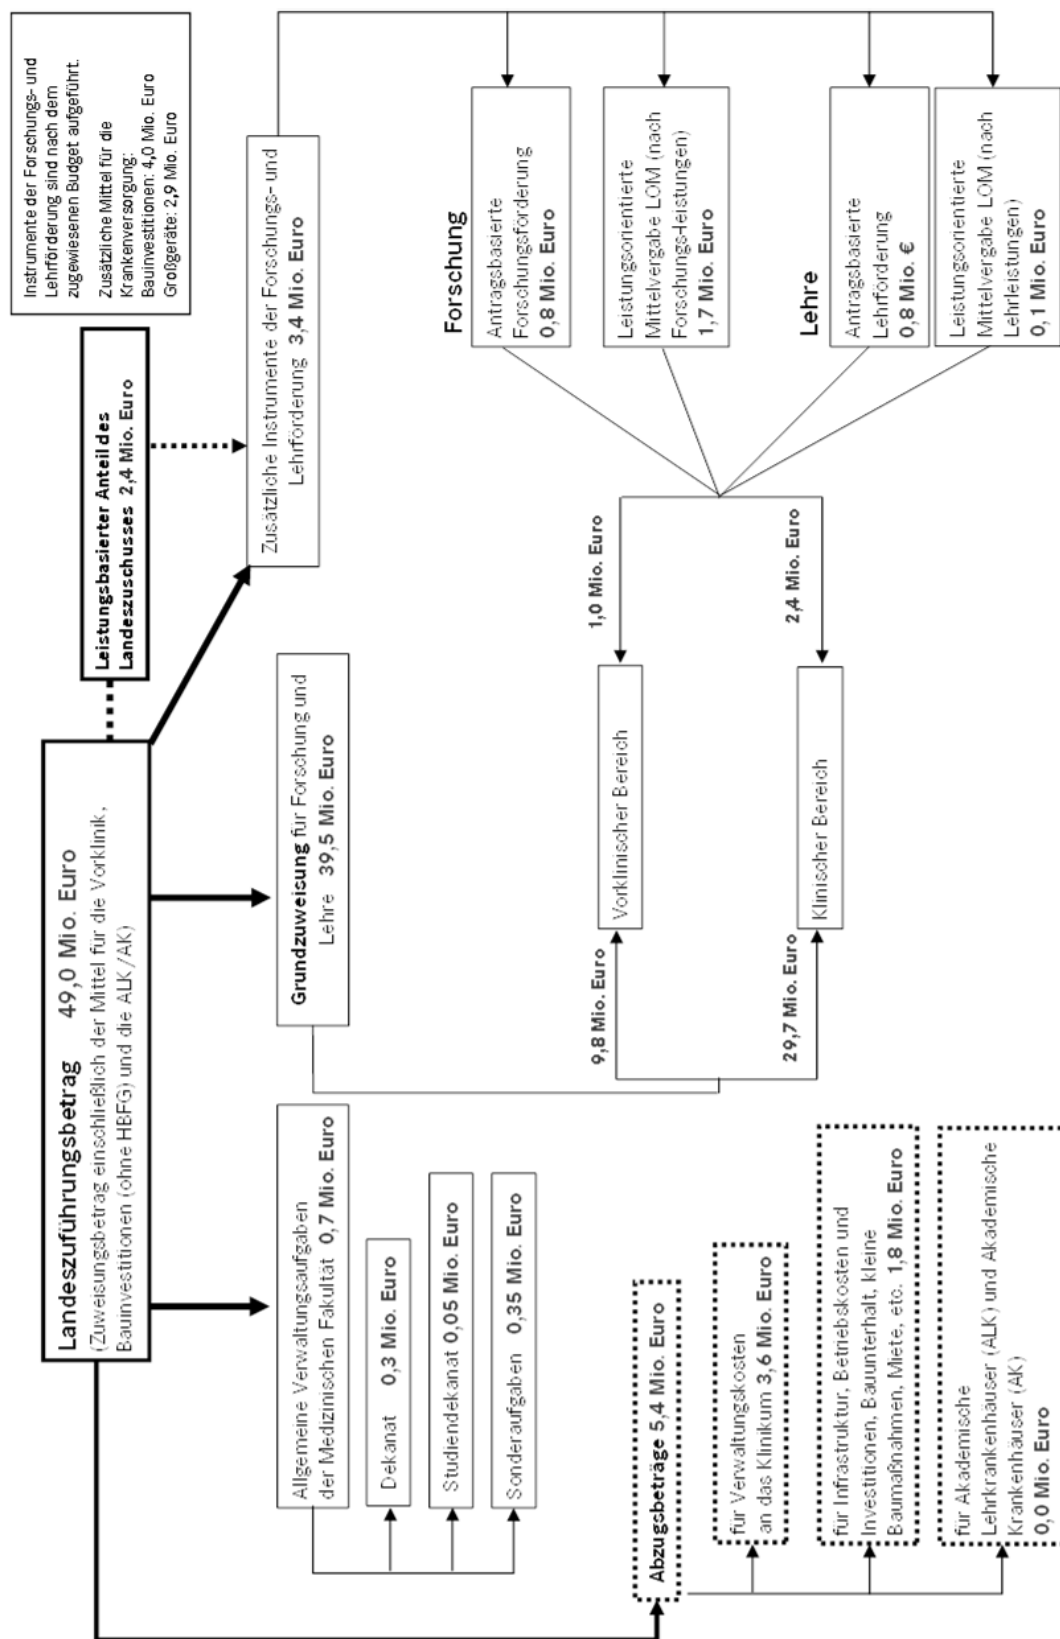 Landeszuführungsbetrag 49,0 Mio. Euro
(Zuweisungsbetrag einschließlich der Mittel für die Vorklinik,
Bauinvestitionen (ohne HBFG) und die ALK/AK)
Leistungsbasierter Anteil des
Landeszuschusses 2,4 Mio. Euro
Instrumente der Forschungs- und
Lehrförderung sind nach dem
zugewiesenen Budget aufgeführt.
Zusätzliche Mittel für die
Krankenversorgung:
Bauinvestitionen: 4,0 Mio. Euro
Großgeräte: 2,9 Mio. Euro
Allgemeine Verwaltungsaufgaben
der Medizinischen Fakultät 0,7 Mio. Euro
Dekanat 0,3 Mio. Euro
Studiendekanat 0,05 Mio. Euro
Sonderaufgaben 0,35 Mio. Euro
Grundzuweisung für Forschung und
Lehre 39,5 Mio. Euro
Zusätzliche Instrumente der Forschungs- und
Lehrförderung 3,4 Mio. Euro
Abzugsbeträge 5,4 Mio. Euro
für Verwaltungskosten
an das Klinikum 3,6 Mio. Euro
für Infrastruktur, Betriebskosten und
Investitionen, Bauunterhalt, kleine
Baumaßnahmen, Miete, etc. 1,8 Mio. Euro
für Akademische
Lehrkrankenhäuser (ALK) und Akademische
Krankenhäuser (AK)
0,0 Mio. Euro
9,8 Mio. Euro
Vorklinischer Bereich
1,0 Mio. Euro
29,7 Mio. Euro
Klinischer Bereich
2,4 Mio. Euro
Forschung
Antragsbasierte
Forschungsförderung
0,8 Mio. Euro
Leistungsorientierte
Mittelvergabe LOM (nach
Forschungs-leistungen)
1,7 Mio. Euro
Lehre
Antragsbasierte
Lehrförderung
0,8 Mio. €
Leistungsorientierte
Mittelvergabe LOM (nach
Lehrleistungen)
0,1 Mio. Euro